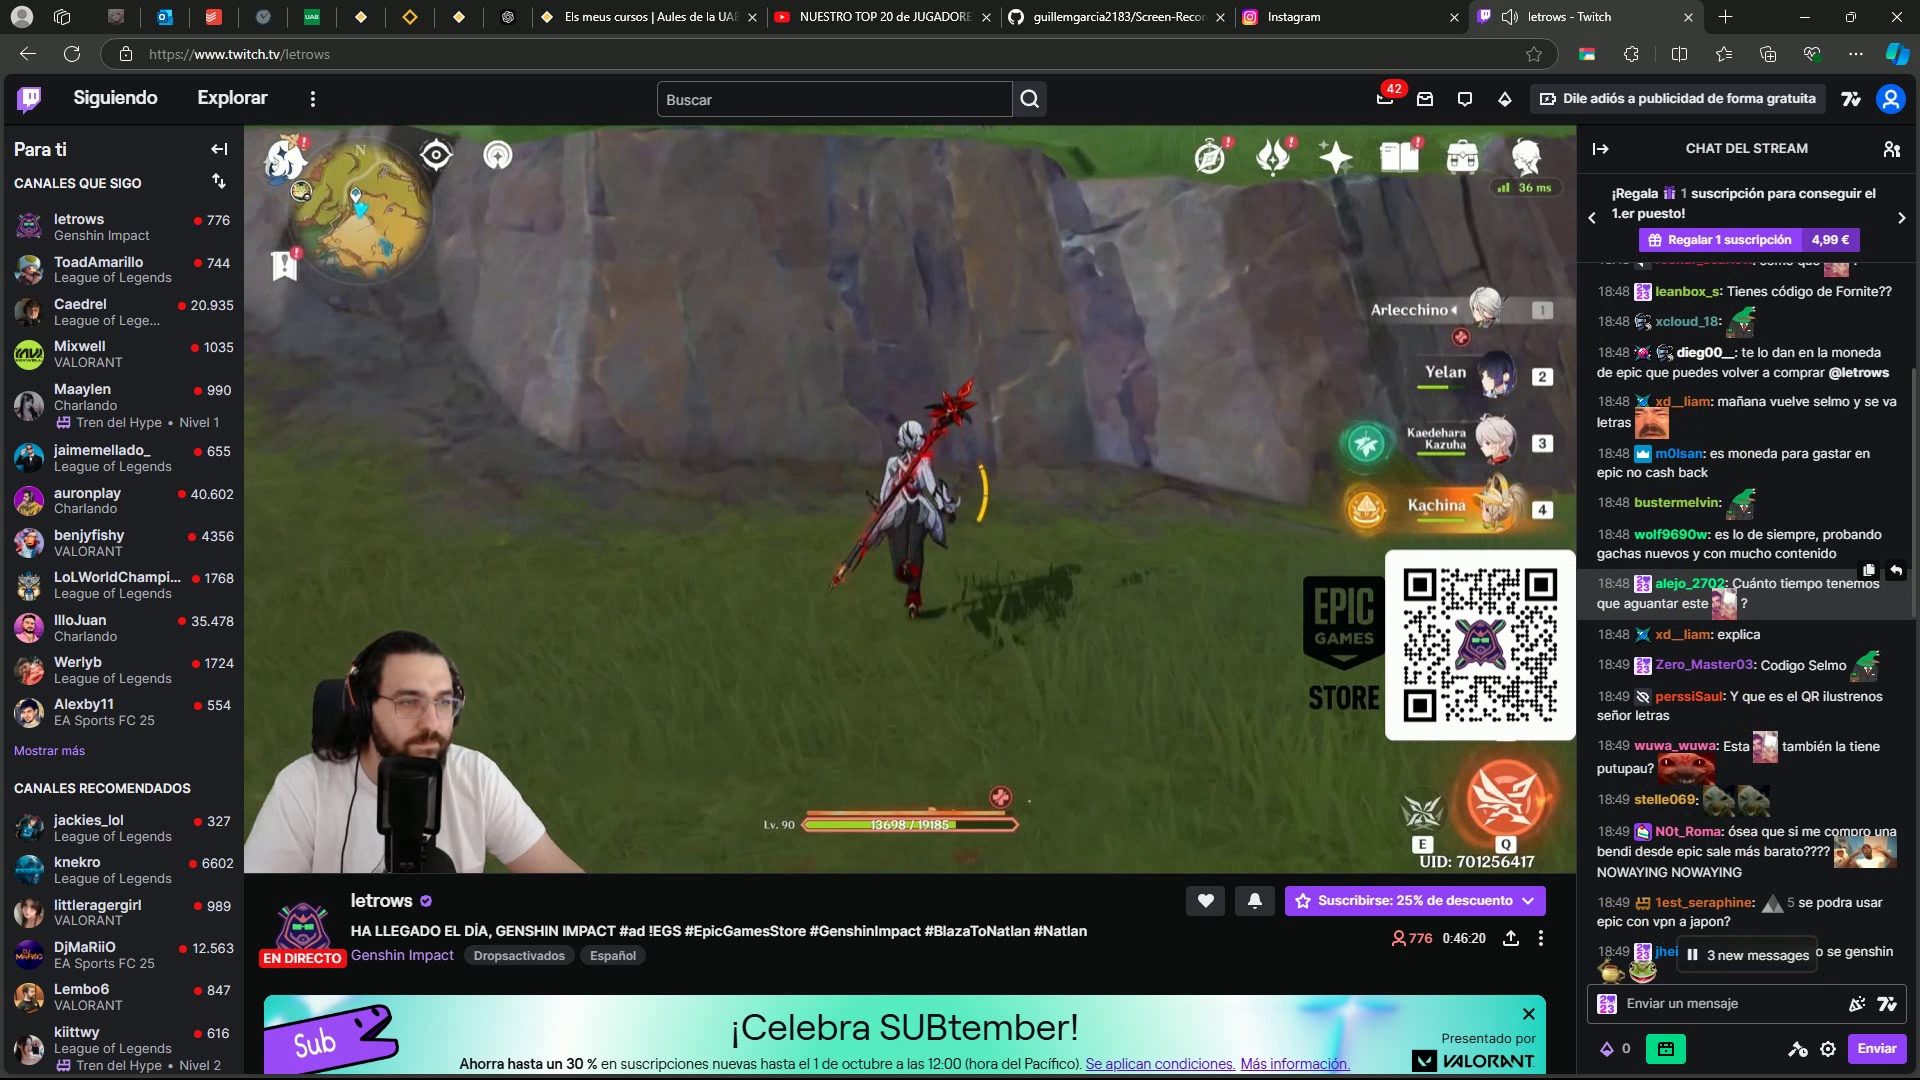 Els meus cursos | Aules de la UAB
NUESTRO TOP 20 de JUGADORE
guillemgarcia2183/Screen-Recor
Instagram
letrows - Twitch
https://www.twitch.tv/letrows
Siguiendo
Explorar
Buscar
42
Dile adiós a publicidad de forma gratuita
Para ti
CANALES QUE SIGO
letrows
776
Genshin Impact
ToadAmarillo
744
League of Legends
Caedrel
20.935
League of Lege...
Mixwell
1035
VALORANT
Maaylen
990
Charlando
Tren del Hype • Nivel 1
jaimemellado_
655
League of Legends
auronplay
40.602
Charlando
benjyfishy
4356
VALORANT
LoLWorldChampi...
1768
League of Legends
IlloJuan
35.478
Charlando
Werlyb
1724
League of Legends
Alexby11
554
EA Sports FC 25
Mostrar más
CANALES RECOMENDADOS
jackies_lol
327
League of Legends
knekro
6602
League of Legends
littleragergirl
989
VALORANT
DjMaRiiO
12.563
EA Sports FC 25
Lembo6
847
VALORANT
kiittwy
616
League of Legends
Tren del Hype • Nivel 2
N
36 ms
Arlecchino
1
Yelan
2
Kaedehara
Kazuha
3
Kachina
4
EPIC
GAMES
STORE
Lv. 90
13698 / 19185
E
Q
UID: 701256417
letrows
Suscribirse: 25% de descuento
HA LLEGADO EL DÍA, GENSHIN IMPACT #ad !EGS #EpicGamesStore #GenshinImpact #BlazaToNatlan #Natlan
776
0:46:20
EN DIRECTO
Genshin Impact
Dropsactivados
Español
Sub
¡Celebra SUBtember!
Ahorra hasta un 30 % en suscripciones nuevas hasta el 1 de octubre a las 12:00 (hora del Pacífico). Se aplican condiciones. Más información.
Presentado por
VALORANT
CHAT DEL STREAM
¡Regala 1 suscripción para conseguir el
1.er puesto!
Regalar 1 suscripción
4,99 €
18:48 leanbox_s: Tienes código de Fornite??
18:48 xcloud_18:
18:48 dieg00__: te lo dan en la moneda
de epic que puedes volver a comprar @letrows
18:48 xd__liam: mañana vuelve selmo y se va
letras
18:48 m0lsan: es moneda para gastar en
epic no cash back
18:48 bustermelvin:
18:48 wolf9690w: es lo de siempre, probando
gachas nuevos y con mucho contenido
18:48 alejo_2702: Cuánto tiempo tenemos
que aguantar este ?
18:48 xd__liam: explica
18:49 Zero_Master03: Codigo Selmo
18:49 perssiSaul: Y que es el QR ilustrenos
señor letras
18:49 wuwa_wuwa: Esta también la tiene
putupau?
18:49 stelle069:
18:49 N0t_Roma: ósea que si me compro una
bendi desde epic sale más barato????
NOWAYING NOWAYING
18:49 1est_seraphine: 5 se podra usar
epic con vpn a japon?
18:49 jhei
3 new messages
o se genshin
Enviar un mensaje
0
Enviar